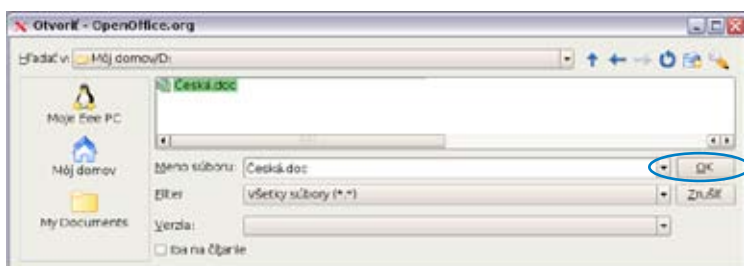 Otvoriť - OpenOffice.org
Hľadať v: Môj domov/D:
Česká.doc
Moje Eee PC
Môj domov
My Documents
Meno súboru: Česká.doc OK
Filter všetky súbory (*.*) Zrušiť
Verzia:
Iba na čítanie